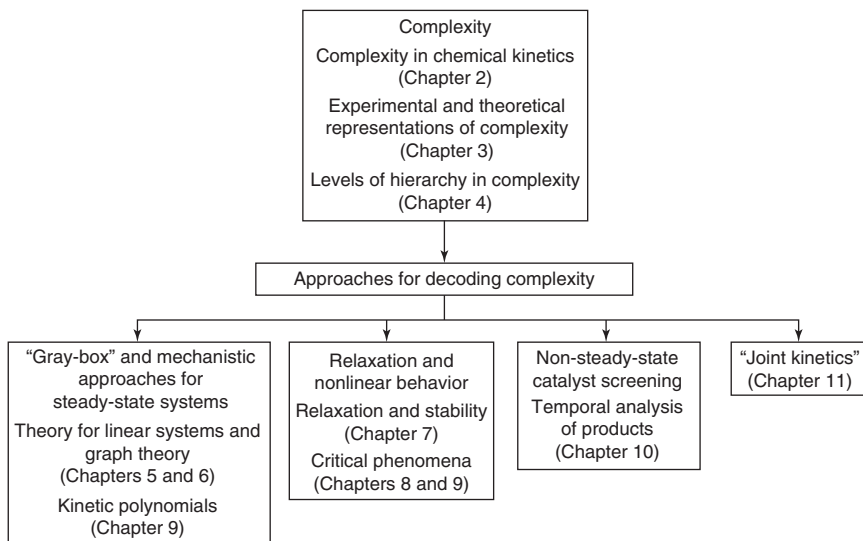 Complexity
Complexity in chemical kinetics
(Chapter 2)
Experimental and theoretical
representations of complexity
(Chapter 3)
Levels of hierarchy in complexity
(Chapter 4)
Approaches for decoding complexity
“Gray-box” and mechanistic
approaches for
steady-state systems
Theory for linear systems and
graph theory
(Chapters 5 and 6)
Kinetic polynomials
(Chapter 9)
Relaxation and
nonlinear behavior
Relaxation and stability
(Chapter 7)
Critical phenomena
(Chapters 8 and 9)
Non-steady-state
catalyst screening
Temporal analysis
of products
(Chapter 10)
“Joint kinetics”
(Chapter 11)